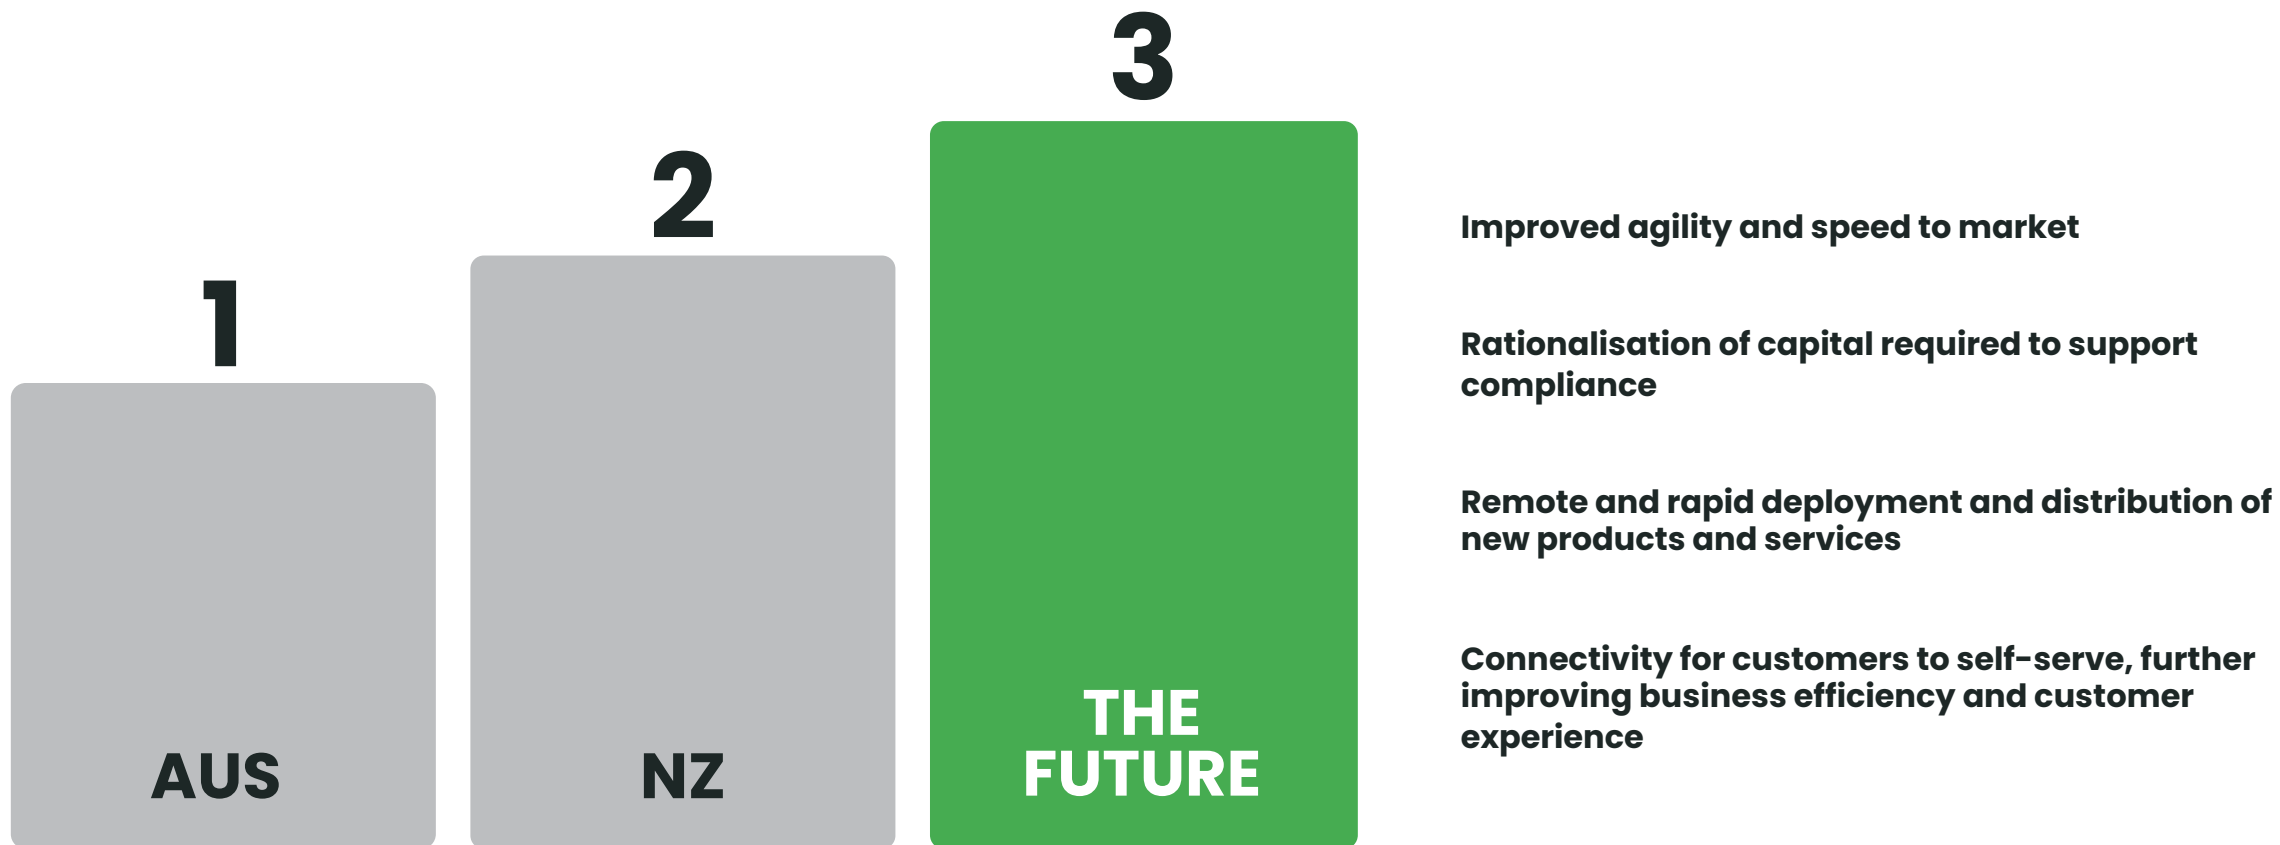 1
AUS
2
NZ
3
THE
FUTURE
Improved agility and speed to market
Rationalisation of capital required to support
compliance
Remote and rapid deployment and distribution of
new products and services
Connectivity for customers to self-serve, further
improving business efficiency and customer
experience